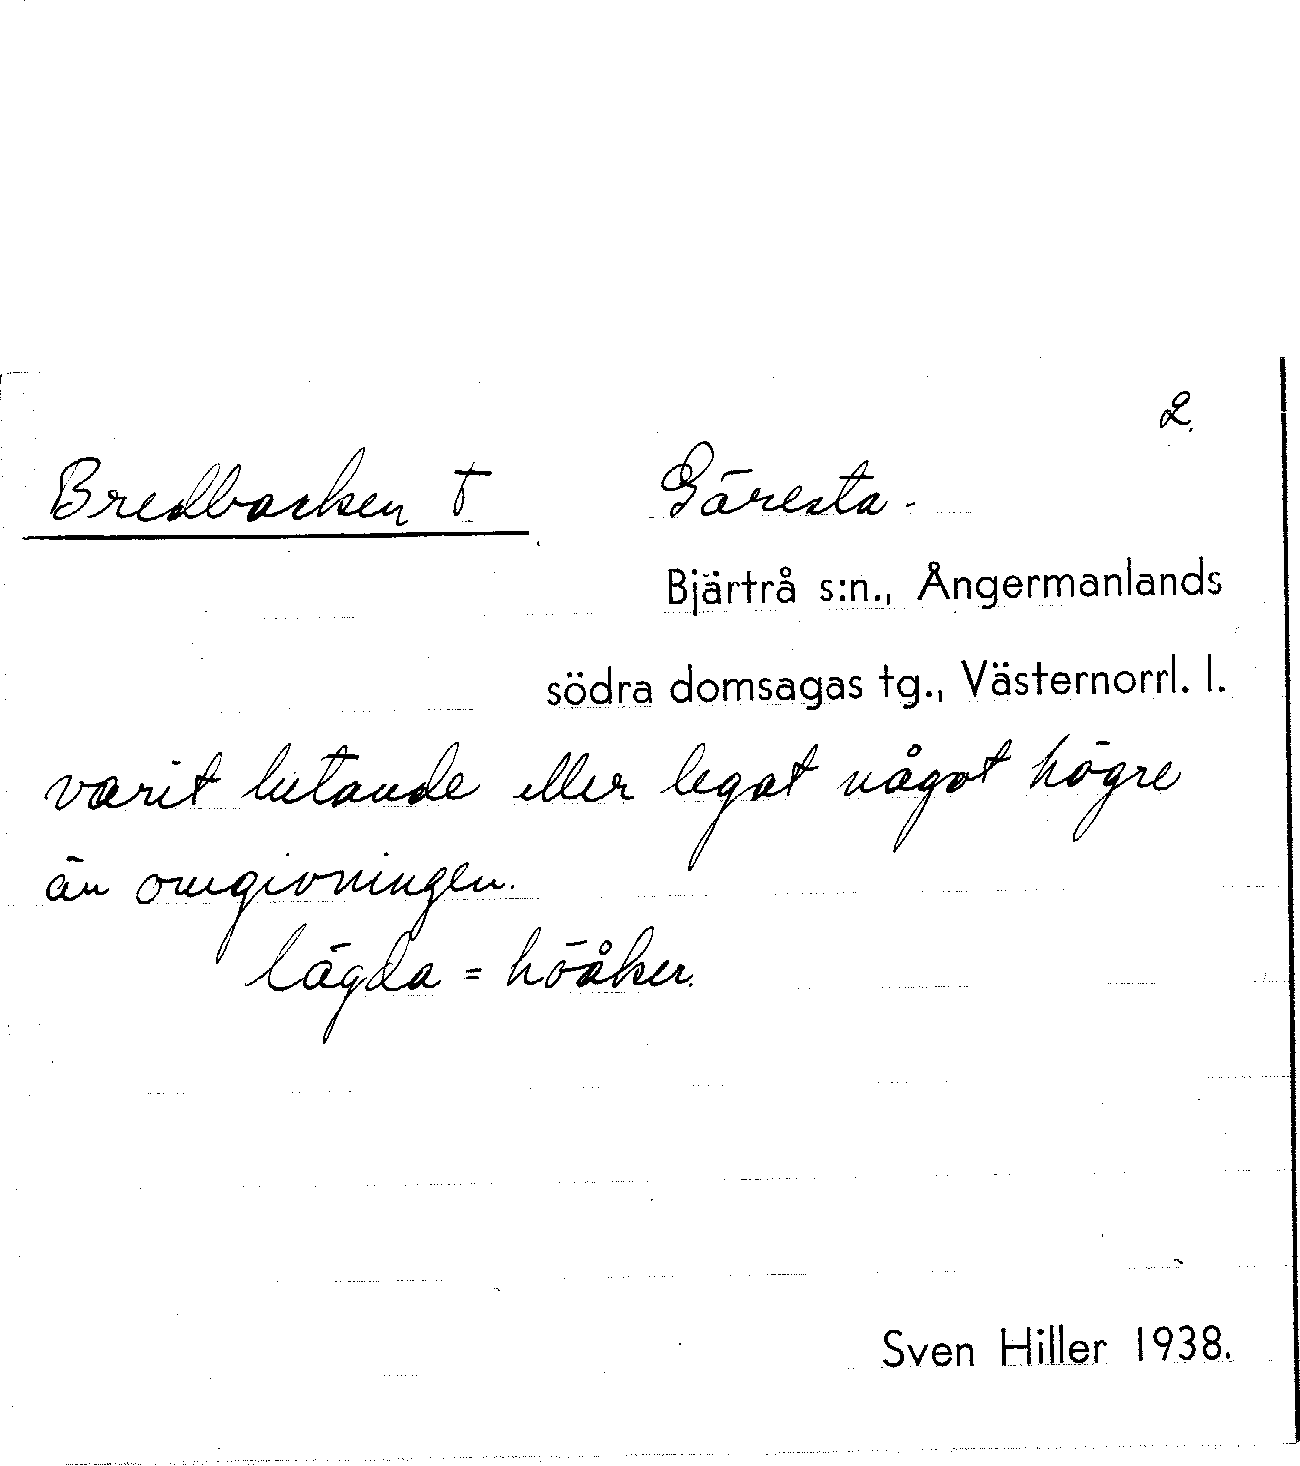 2.
Bredbacken † Gäresta.
Bjärtrå s:n., Ångermanlands
södra domsagas tg., Västernorrl. l.
varit lutande eller legat något högre
än omgivningen.
lägda = höåker.
Sven Hiller 1938.